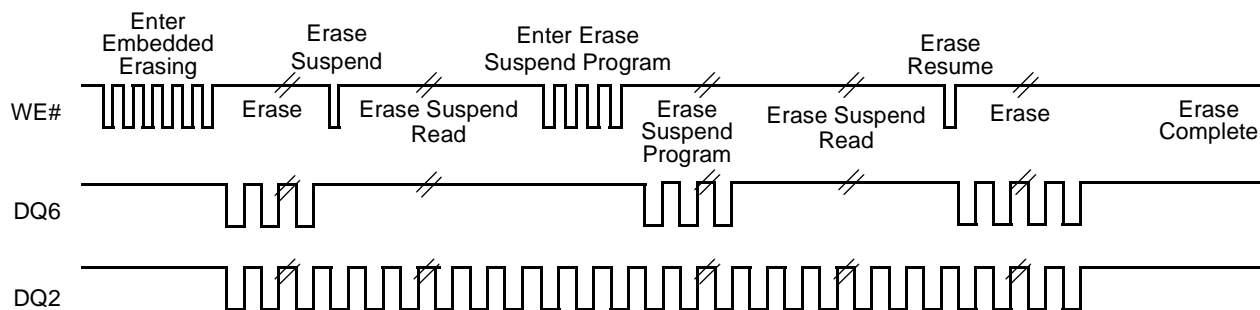 Enter
Embedded
Erasing
Erase
Suspend
Enter Erase
Suspend Program
Erase
Resume
WE#
Erase
Erase Suspend
Read
Erase
Suspend
Program
Erase Suspend
Read
Erase
Erase
Complete
DQ6
DQ2